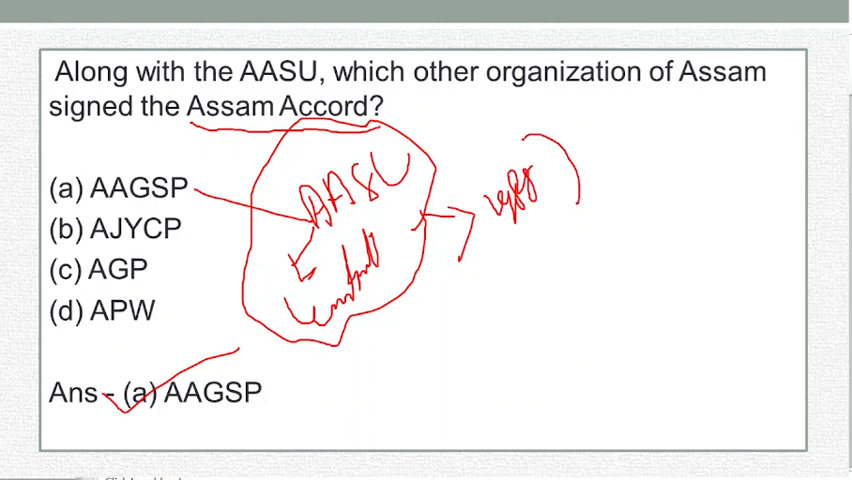 Along with the AASU, which other organization of Assam
signed the Assam Accord?
(a) AAGSP
AASU
(b) AJYCP
(c) AGP
(d) APW
Ans - (a) AAGSP